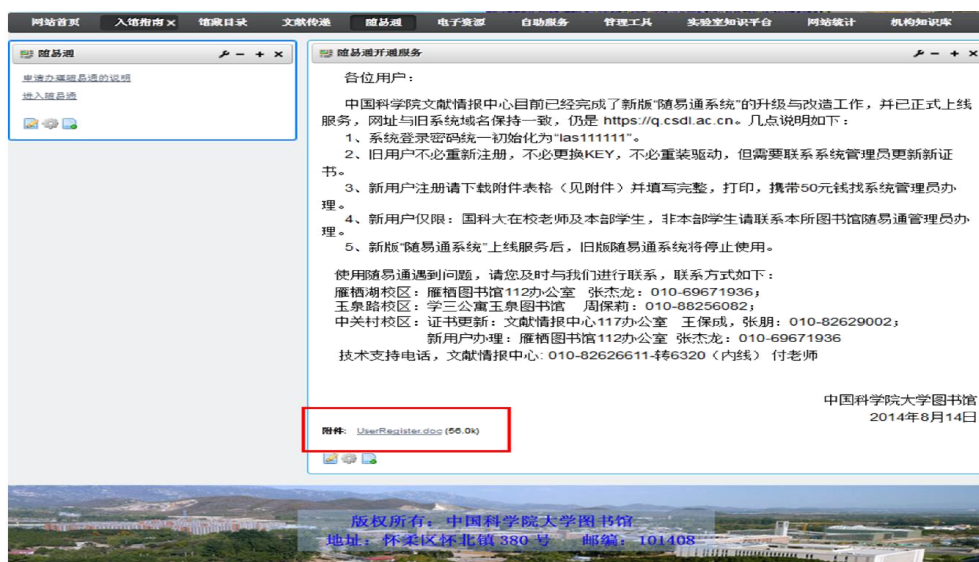 网站首页 入馆指南× 馆藏目录 文献传递 随易通 电子资源 自助服务 管理工具 实验室知识平台 网站统计 机构知识库
随易通
申请办理随易通的说明
进入随易通
随易通开通服务
各位用户：
中国科学院文献情报中心目前已经完成了新版“随易通系统”的升级与改造工作，并已正式上线
服务，网址与旧系统域名保持一致，仍是 https://q.csdl.ac.cn。几点说明如下：
1、系统登录密码统一初始化为“las111111”。
2、旧用户不必重新注册，不必更换KEY，不必重装驱动，但需要联系系统管理员更新新证
书。
3、新用户注册请下载附件表格（见附件）并填写完整，打印，携带50元钱找系统管理员办
理。
4、新用户仅限：国科大在校老师及本部学生，非本部学生请联系本所图书馆随易通管理员办
理。
5、新版“随易通系统”上线服务后，旧版随易通系统将停止使用。
使用随易通遇到问题，请您及时与我们进行联系，联系方式如下：
雁栖湖校区：雁栖图书馆112办公室 张杰龙：010-69671936；
玉泉路校区：学三公寓玉泉图书馆 周保莉：010-88256082；
中关村校区：证书更新：文献情报中心117办公室 王保成，张朋：010-82629002；
新用户办理：雁栖图书馆112办公室 张杰龙：010-69671936
技术支持电话，文献情报中心: 010-82626611-转6320（内线） 付老师
中国科学院大学图书馆
2014年8月14日
附件: UserRegister.doc (56.0k)
版权所有：中国科学院大学图书馆
地址：怀柔区怀北镇 380 号 邮编：101408